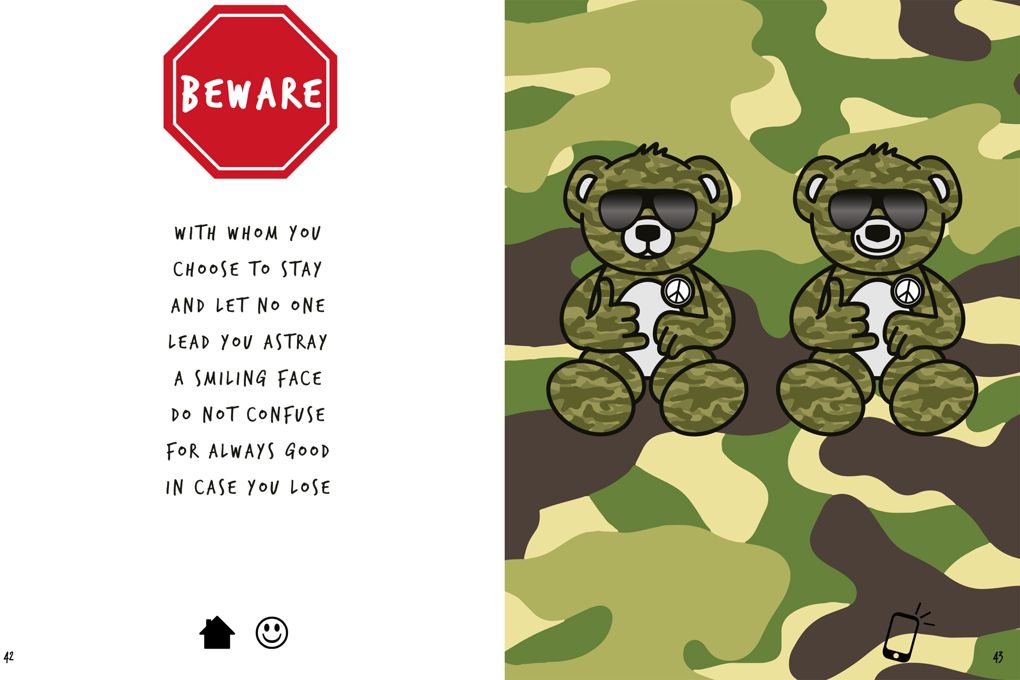 BEWARE
WITH WHOM YOU
CHOOSE TO STAY
AND LET NO ONE
LEAD YOU ASTRAY
A SMILING FACE
DO NOT CONFUSE
FOR ALWAYS GOOD
IN CASE YOU LOSE
42
43